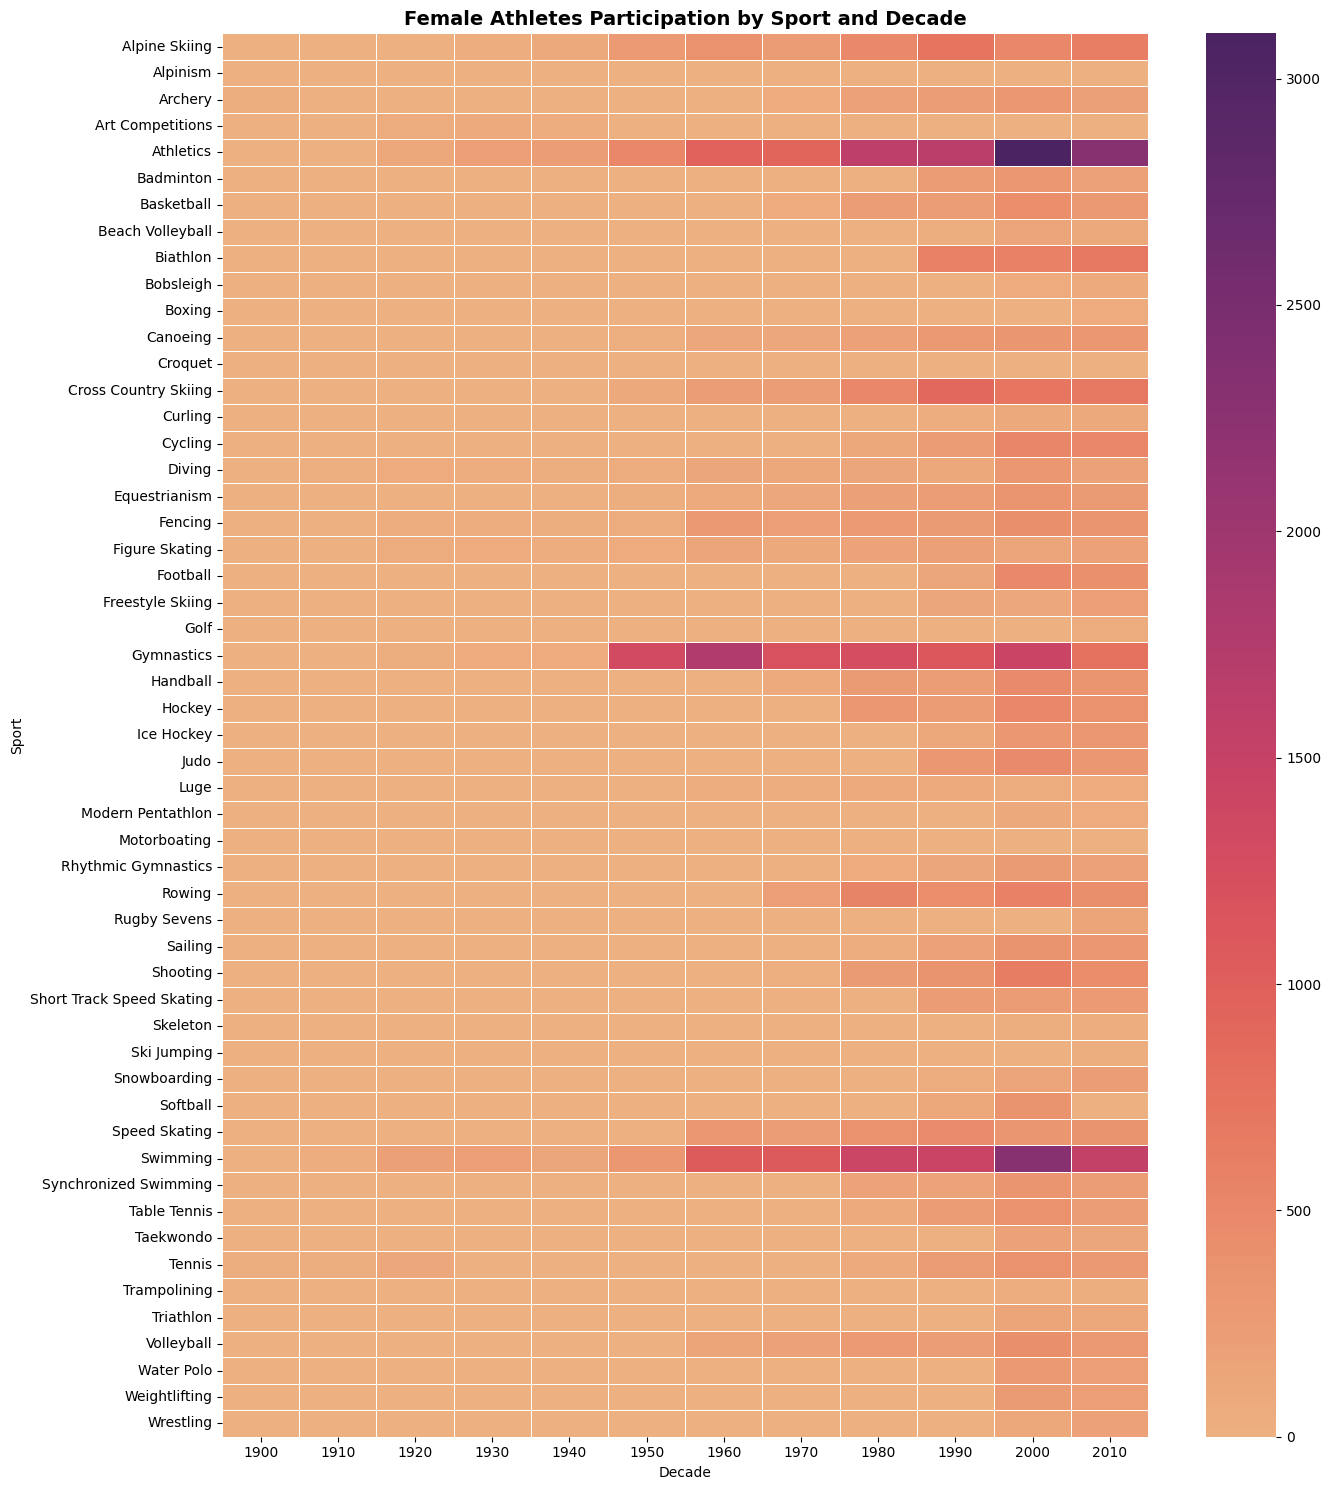 Female Athletes Participation by Sport and Decade
Sport
Alpine Skiing
Alpinism
Archery
Art Competitions
Athletics
Badminton
Basketball
Beach Volleyball
Biathlon
Bobsleigh
Boxing
Canoeing
Croquet
Cross Country Skiing
Curling
Cycling
Diving
Equestrianism
Fencing
Figure Skating
Football
Freestyle Skiing
Golf
Gymnastics
Handball
Hockey
Ice Hockey
Judo
Luge
Modern Pentathlon
Motorboating
Rhythmic Gymnastics
Rowing
Rugby Sevens
Sailing
Shooting
Short Track Speed Skating
Skeleton
Ski Jumping
Snowboarding
Softball
Speed Skating
Swimming
Synchronized Swimming
Table Tennis
Taekwondo
Tennis
Trampolining
Triathlon
Volleyball
Water Polo
Weightlifting
Wrestling
1900 1910 1920 1930 1940 1950 1960 1970 1980 1990 2000 2010
Decade
3000
2500
2000
1500
1000
500
0